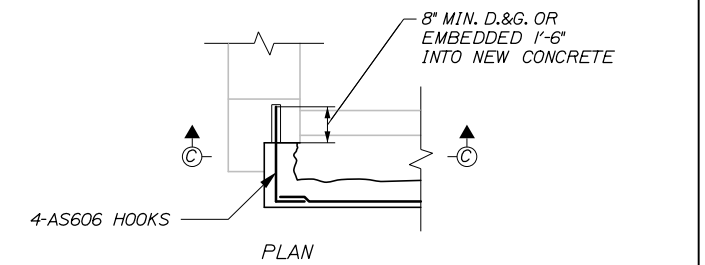 8" MIN. D.&G. OR
EMBEDDED 1'-6"
INTO NEW CONCRETE
C
C
4-AS606 HOOKS
PLAN